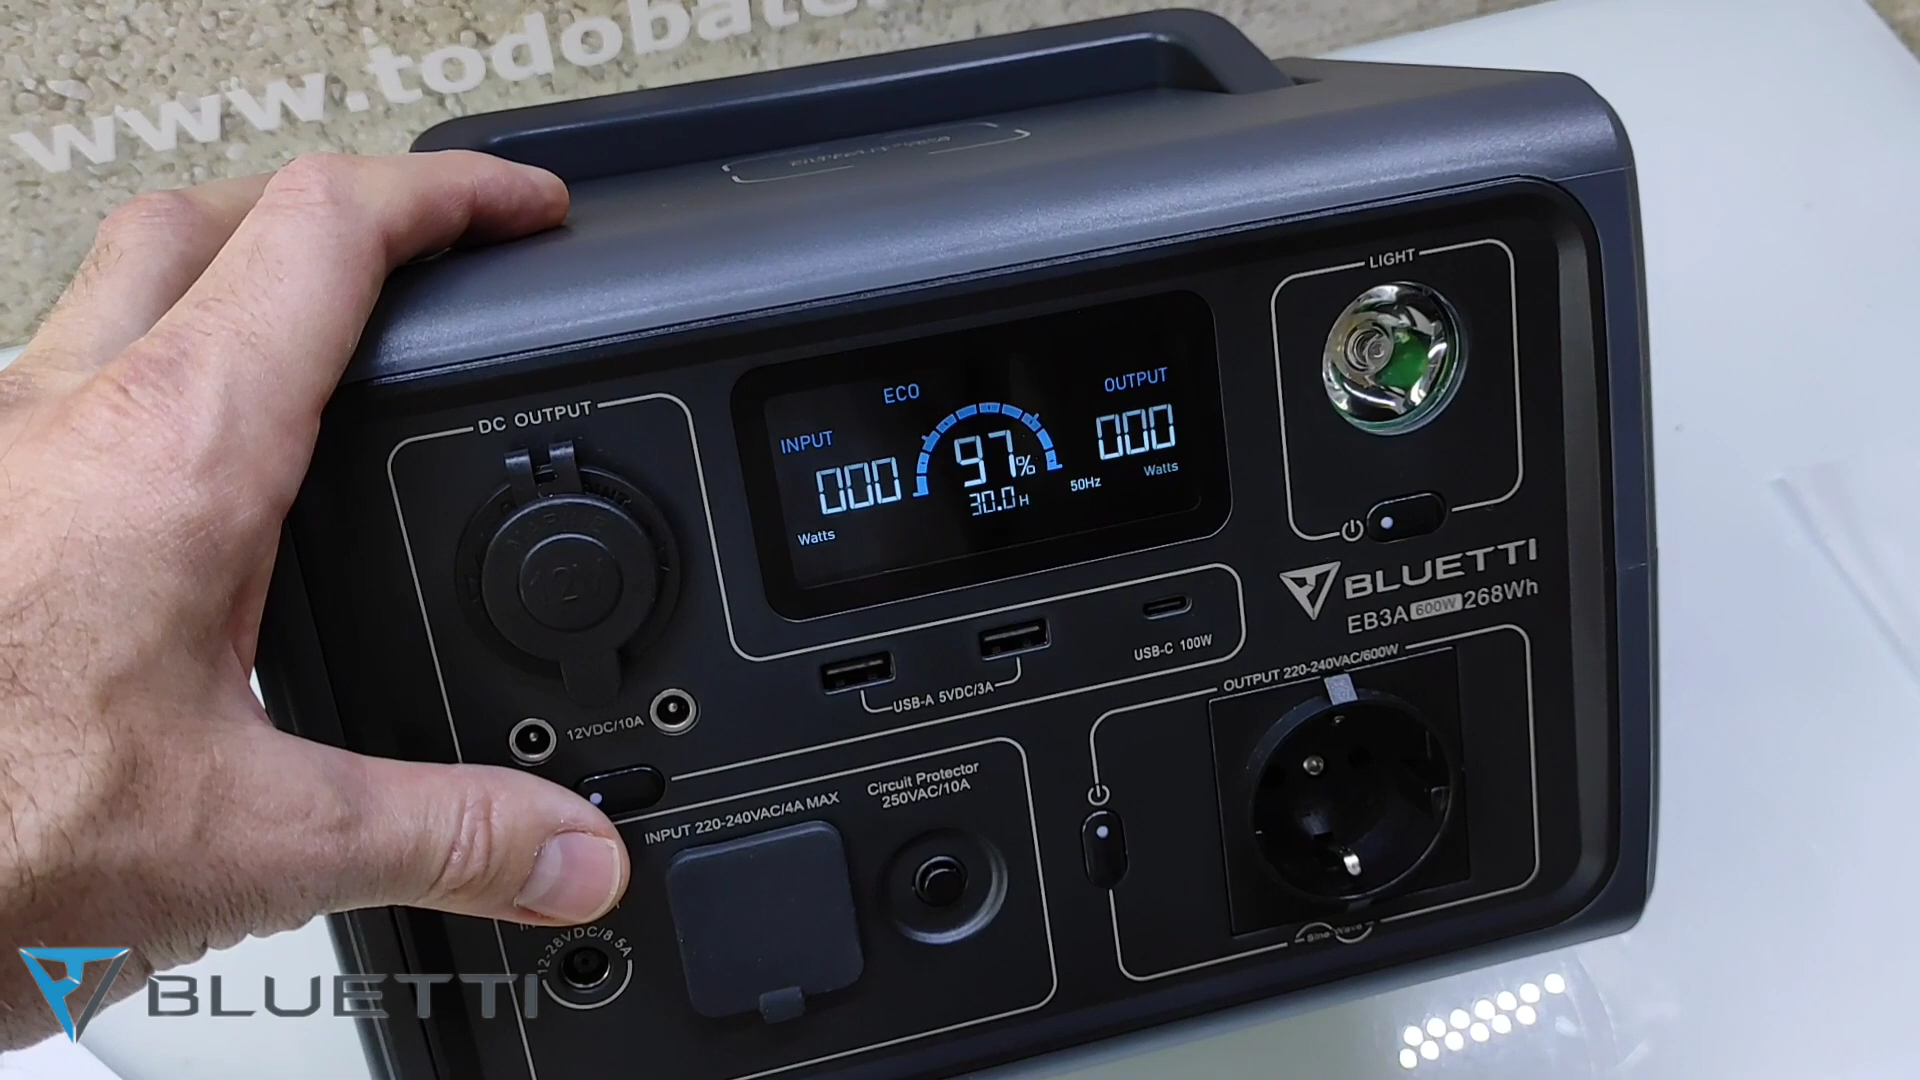 www.todobate
LIGHT
DC OUTPUT
ECO
OUTPUT
INPUT
000
97%
000
30.0H
50Hz
Watts
Watts
12V
BLUETTI
EB3A 600W 268Wh
USB-C 100W
USB-A 5VDC/3A
12VDC/10A
OUTPUT 220-240VAC/600W
Circuit Protector
250VAC/10A
INPUT 220-240VAC/4A MAX
12-28VDC/8.5A
Sine Wave
BLUETTI